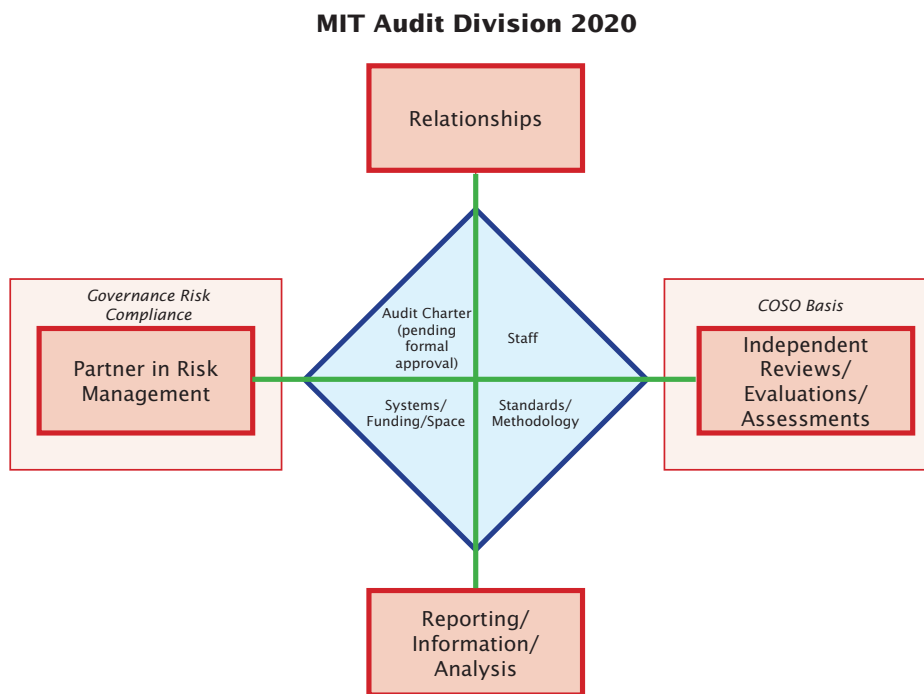 MIT Audit Division 2020
Relationships
Governance Risk
Compliance
Partner in Risk
Management
Audit Charter
(pending
formal
approval)
Staff
Systems/
Funding/Space
Standards/
Methodology
COSO Basis
Independent
Reviews/
Evaluations/
Assessments
Reporting/
Information/
Analysis